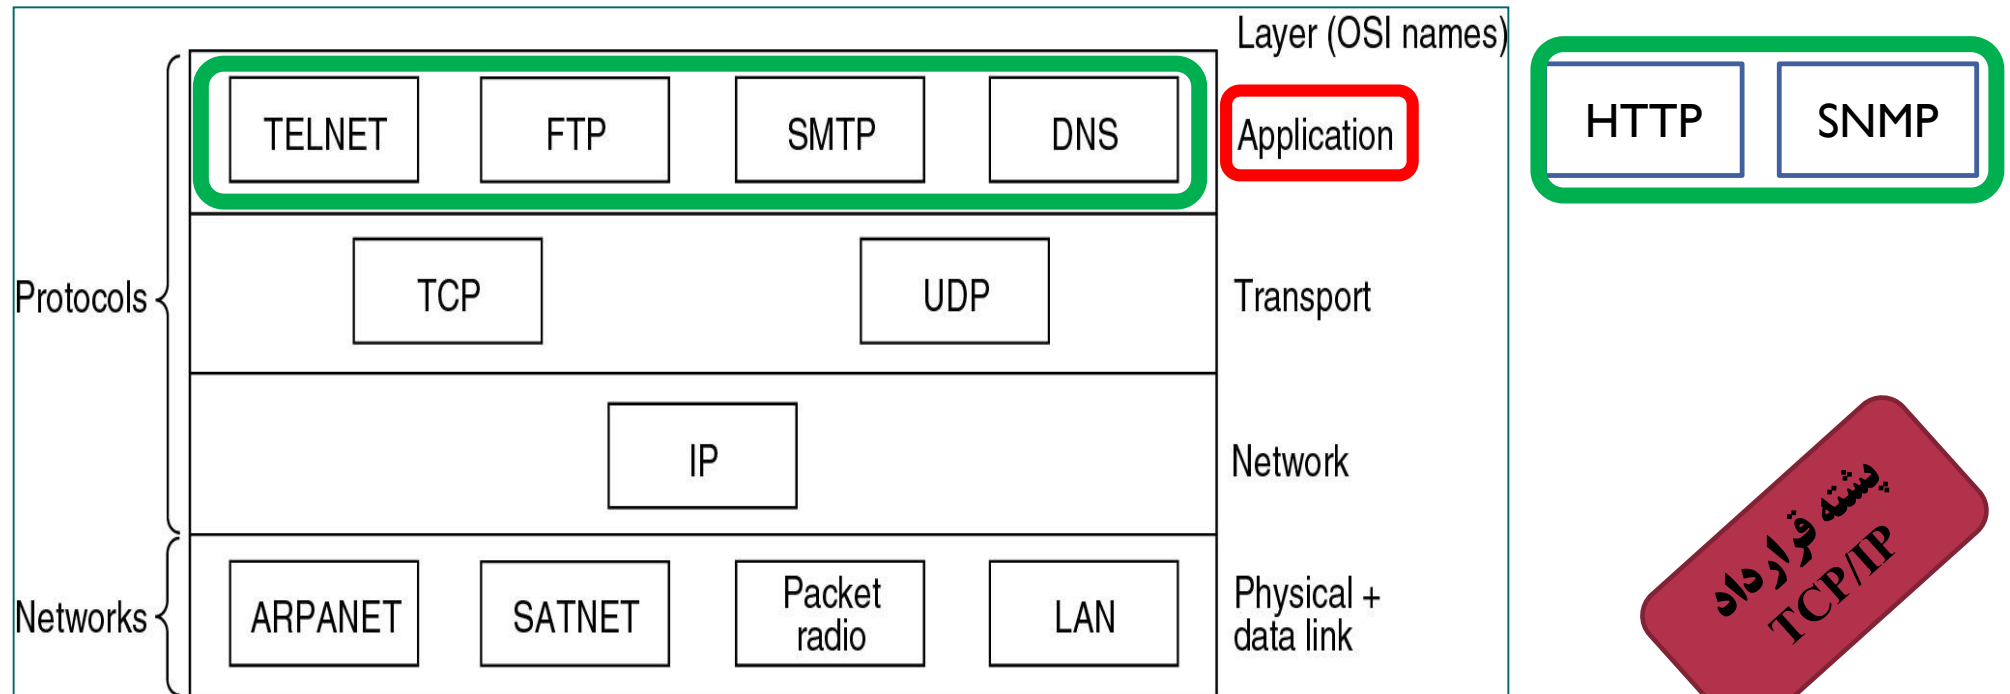 Layer (OSI names)
TELNET FTP SMTP DNS Application HTTP SNMP
Protocols TCP UDP Transport
IP Network
Networks ARPANET SATNET Packet radio LAN Physical + data link
پشته قرارداد
TCP/IP